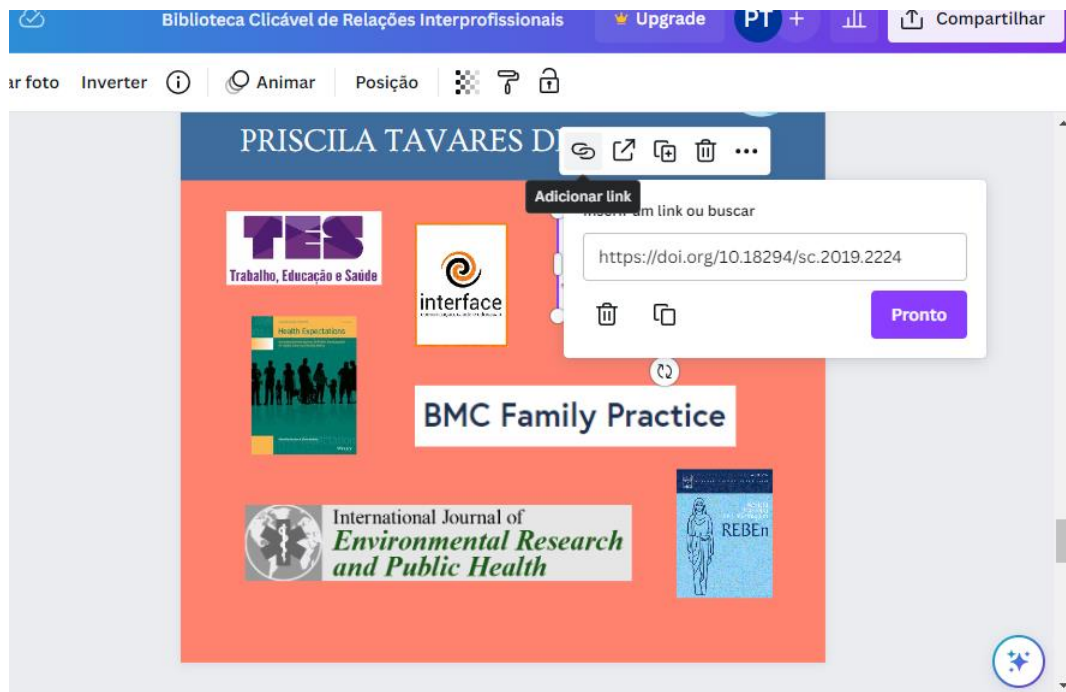 Biblioteca Clicável de Relações Interprofissionais
Upgrade
PT
+
Compartilhar
ar foto
Inverter
Animar
Posição
PRISCILA TAVARES D
Adicionar link
um link ou buscar
https://doi.org/10.18294/sc.2019.2224
Pronto
TES
Trabalho, Educação e Saúde
interface
Health Expectations
WILEY
BMC Family Practice
International Journal of
Environmental Research
and Public Health
REBEn